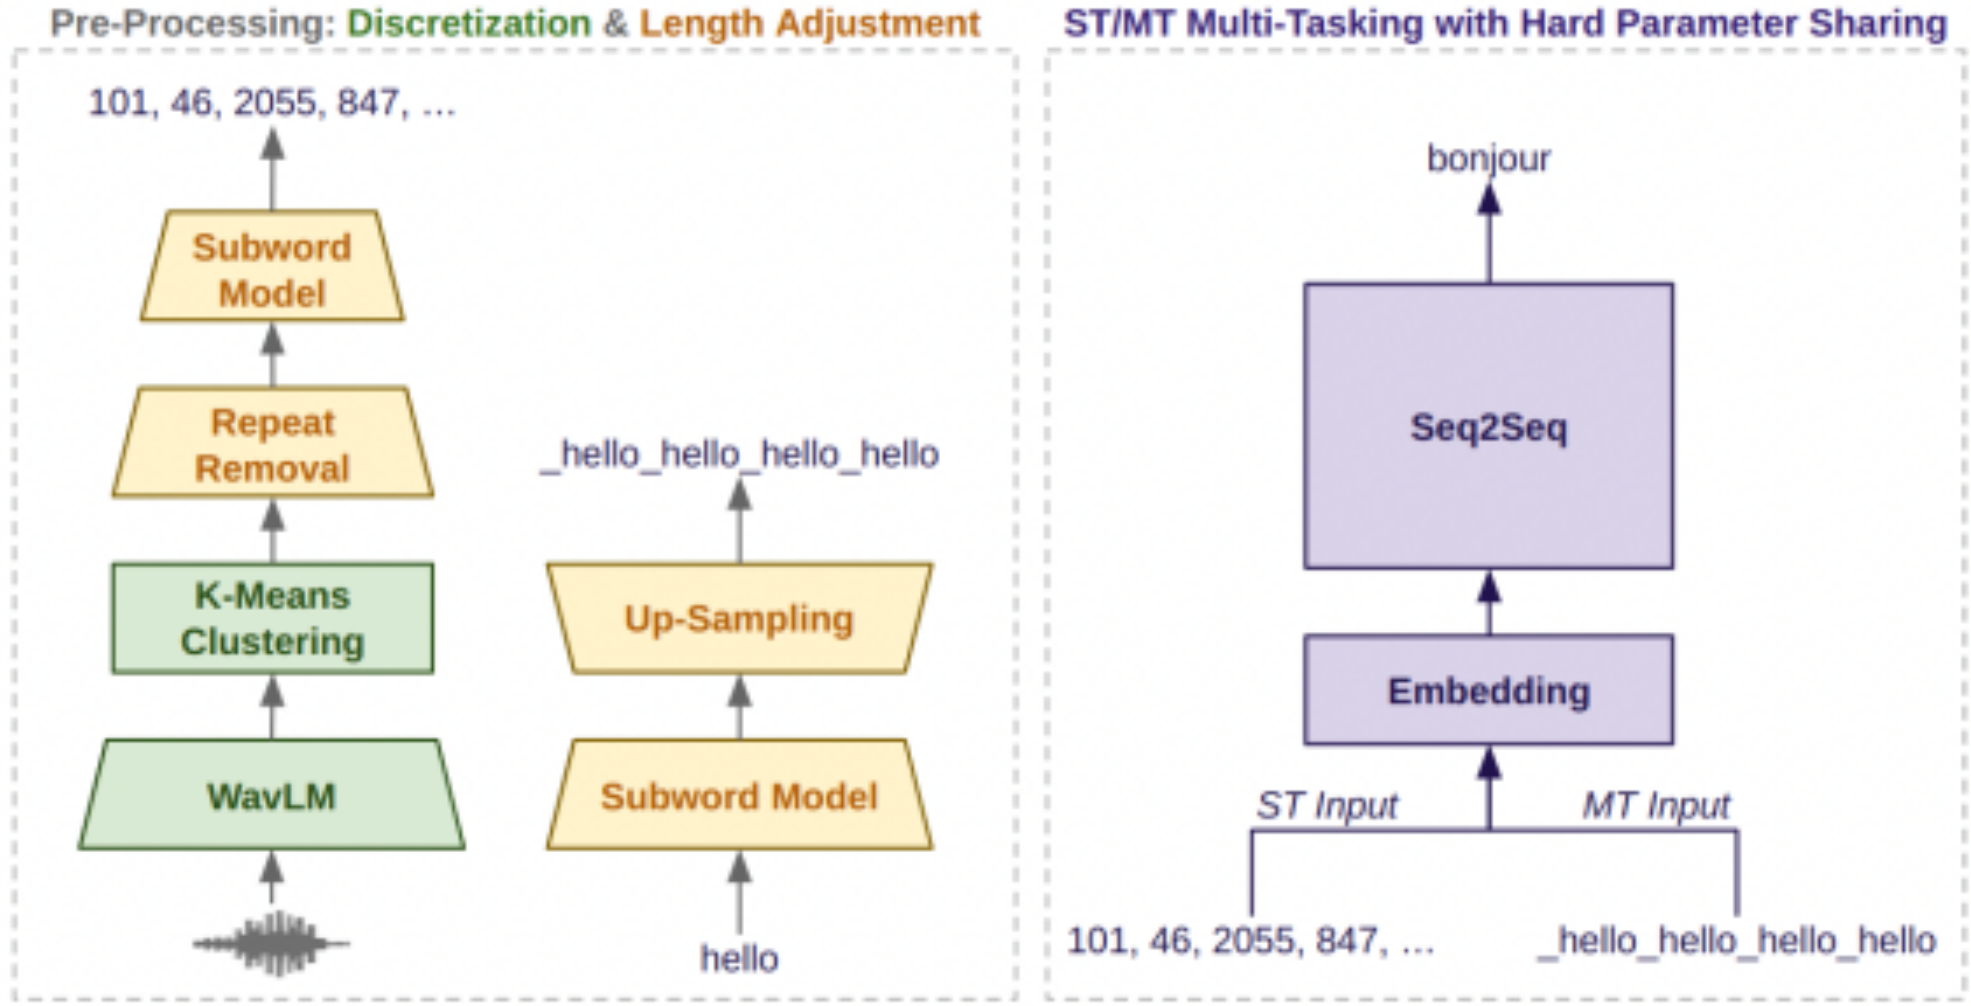 Pre-Processing: Discretization & Length Adjustment
101, 46, 2055, 847, ...
Subword
Model
Repeat
Removal
K-Means
Clustering
WavLM
_hello_hello_hello_hello
Up-Sampling
Subword Model
hello
ST/MT Multi-Tasking with Hard Parameter Sharing
bonjour
Seq2Seq
Embedding
ST Input
MT Input
101, 46, 2055, 847, ...
_hello_hello_hello_hello